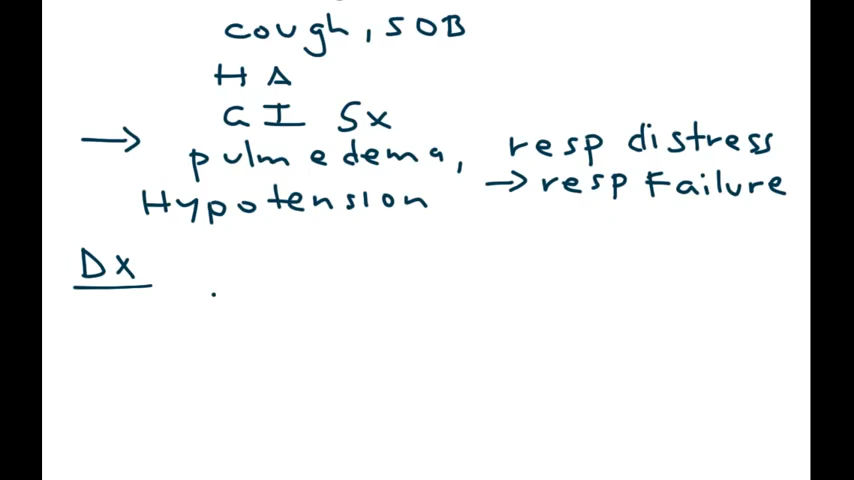 cough, SOB
HA
GI Sx
→ pulm edema, resp distress
Hypotension → resp Failure
Dx